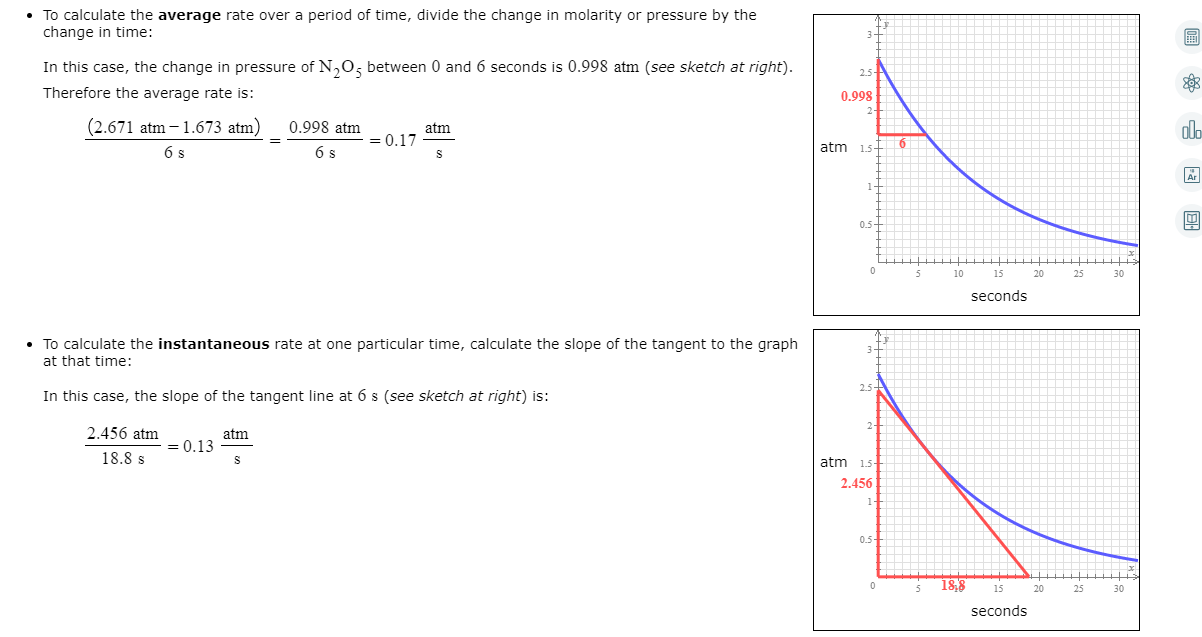 • To calculate the average rate over a period of time, divide the change in molarity or pressure by the
change in time:
In this case, the change in pressure of N₂O₅ between 0 and 6 seconds is 0.998 atm (see sketch at right).
Therefore the average rate is:
(2.671 atm − 1.673 atm) / 6 s = 0.998 atm / 6 s = 0.17 atm / s
y
3
2.5
0.998
2
atm
1.5
6
1
0.5
x
0
5
10
15
20
25
30
seconds
• To calculate the instantaneous rate at one particular time, calculate the slope of the tangent to the graph
at that time:
In this case, the slope of the tangent line at 6 s (see sketch at right) is:
2.456 atm / 18.8 s = 0.13 atm / s
y
3
2.5
2
atm
1.5
2.456
1
0.5
x
0
5
18.8
10
15
20
25
30
seconds
Ar